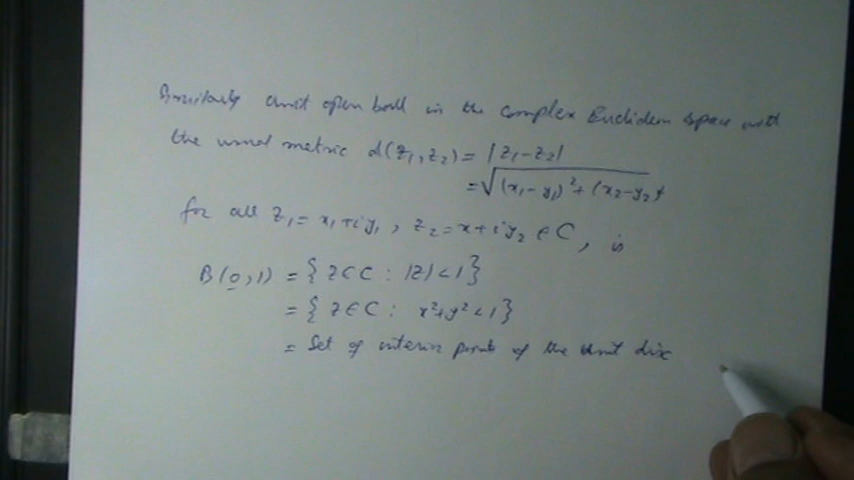 Similarly unit open ball in the complex Euclidean space with
the usual metric d(z₁, z₂) = |z₁-z₂|
= √(x₁-y₁)²+(x₂-y₂)²
for all z₁ = x₁+iy₁, z₂=x+iy₂ ∈ C, is
B(0,1) = { z ∈ C : |z| < 1 }
= { z ∈ C : x²+y² < 1 }
= Set of interior points of the unit disc